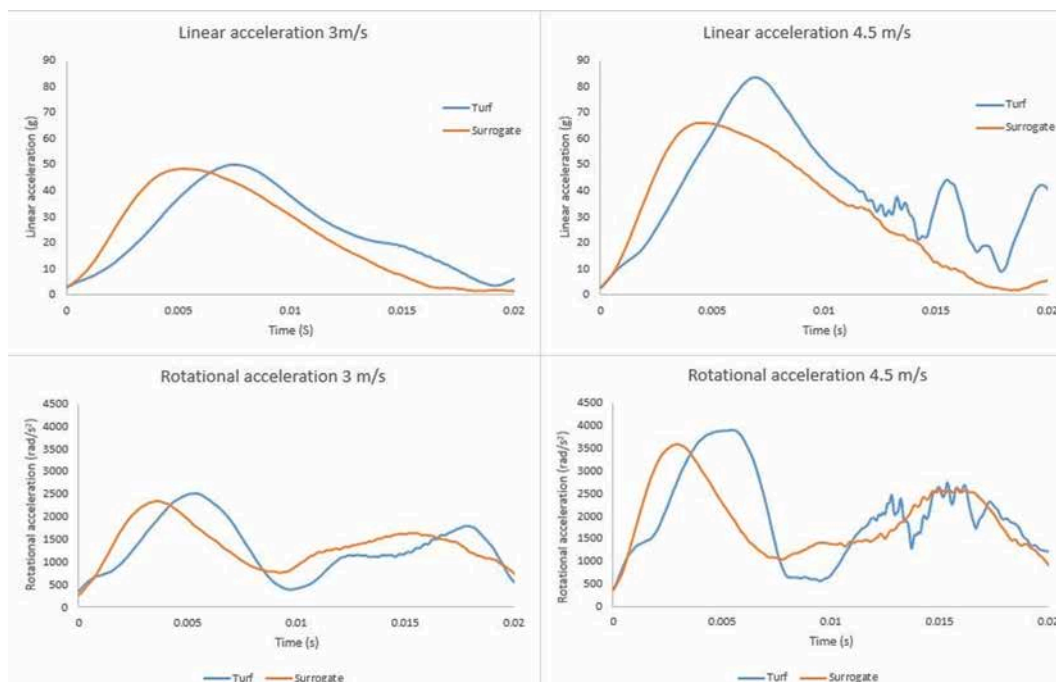 Linear acceleration 3m/s
90
80
70
60
50
40
30
20
10
0
Linear acceleration (g)
Turf
Surrogate
0 0.005 0.01 0.015 0.02
Time (S)
Linear acceleration 4.5 m/s
90
80
70
60
50
40
30
20
10
0
Linear acceleration (g)
Turf
Surrogate
0 0.005 0.01 0.015 0.02
Time (s)
Rotational acceleration 3 m/s
4500
4000
3500
3000
2500
2000
1500
1000
500
0
Rotational acceleration (rad/s²)
0 0.005 0.01 0.015 0.02
Time (s)
Turf Surrogate
Rotational acceleration 4.5 m/s
4500
4000
3500
3000
2500
2000
1500
1000
500
0
Rotational acceleration (rad/s²)
0 0.005 0.01 0.015 0.02
Time (s)
Turf Surrogate